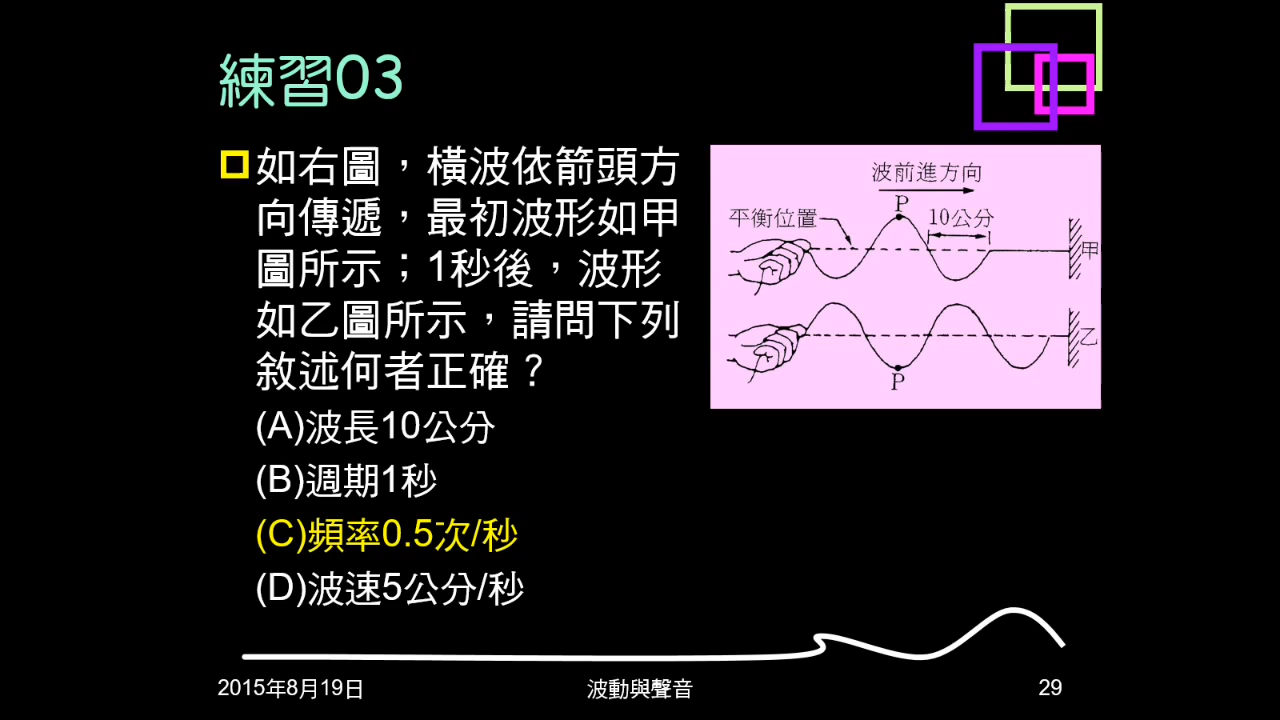 練習03
如右圖，橫波依箭頭方
向傳遞，最初波形如甲
圖所示；1秒後，波形
如乙圖所示，請問下列
敘述何者正確？
(A)波長10公分
(B)週期1秒
(C)頻率0.5次/秒
(D)波速5公分/秒
波前進方向
P
平衡位置
10公分
甲
乙
P
2015年8月19日
波動與聲音
29